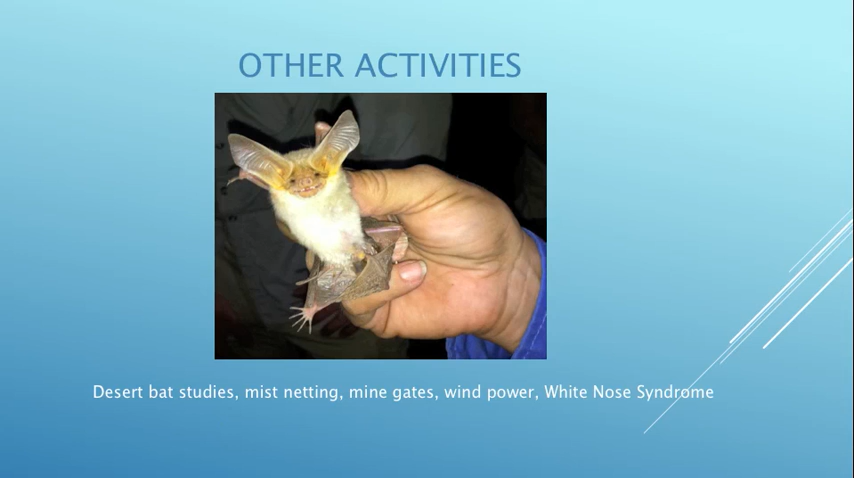 OTHER ACTIVITIES
Desert bat studies, mist netting, mine gates, wind power, White Nose Syndrome